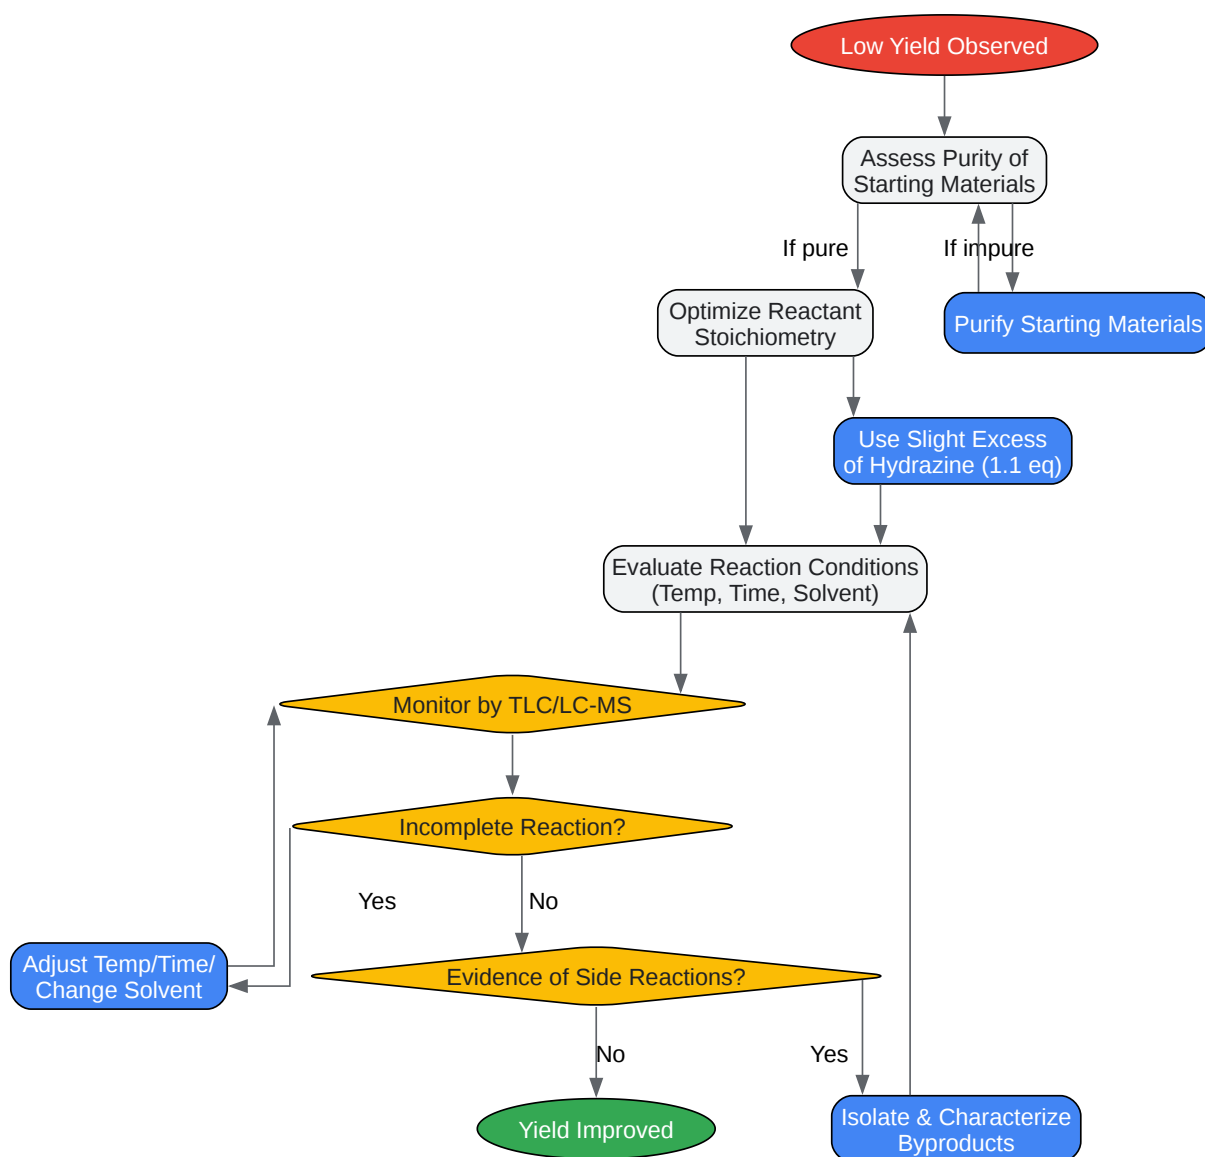 Low Yield Observed
Assess Purity of
Starting Materials
If pure
If impure
Optimize Reactant
Stoichiometry
Purify Starting Materials
Use Slight Excess
of Hydrazine (1.1 eq)
Evaluate Reaction Conditions
(Temp, Time, Solvent)
Monitor by TLC/LC-MS
Incomplete Reaction?
Yes
No
Adjust Temp/Time/
Change Solvent
Evidence of Side Reactions?
No
Yes
Yield Improved
Isolate & Characterize
Byproducts